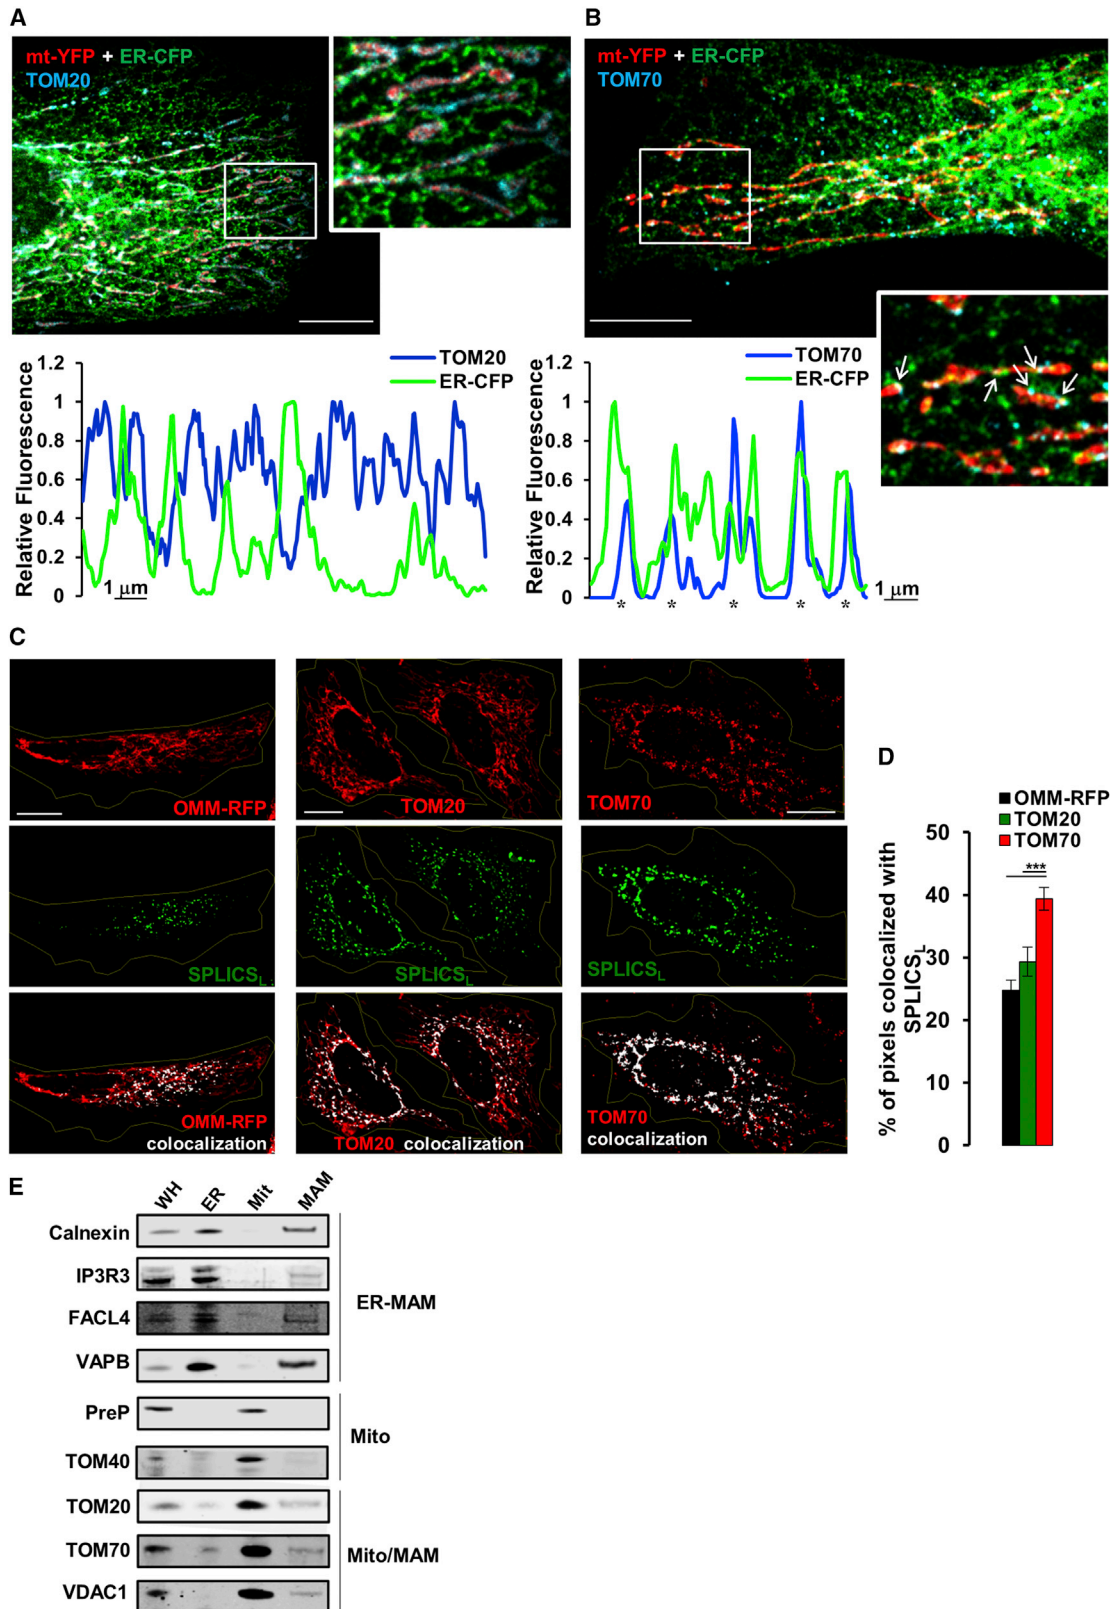 A
mt-YFP + ER-CFP
TOM20
Relative Fluorescence
1.2
1
0.8
0.6
0.4
0.2
0
TOM20
ER-CFP
1 μm
B
mt-YFP + ER-CFP
TOM70
Relative Fluorescence
1.2
1
0.8
0.6
0.4
0.2
0
TOM70
ER-CFP
* * * * *
1 μm
C
OMM-RFP
TOM20
TOM70
SPLICSL
SPLICSL
SPLICSL
OMM-RFP
colocalization
TOM20 colocalization
TOM70
colocalization
D
OMM-RFP
TOM20
TOM70
% of pixels colocalized with
SPLICSL
50
40
30
20
10
0
***
E
WH ER Mit MAM
Calnexin
IP3R3
FACL4
VAPB
ER-MAM
PreP
TOM40
Mito
TOM20
TOM70
VDAC1
Mito/MAM